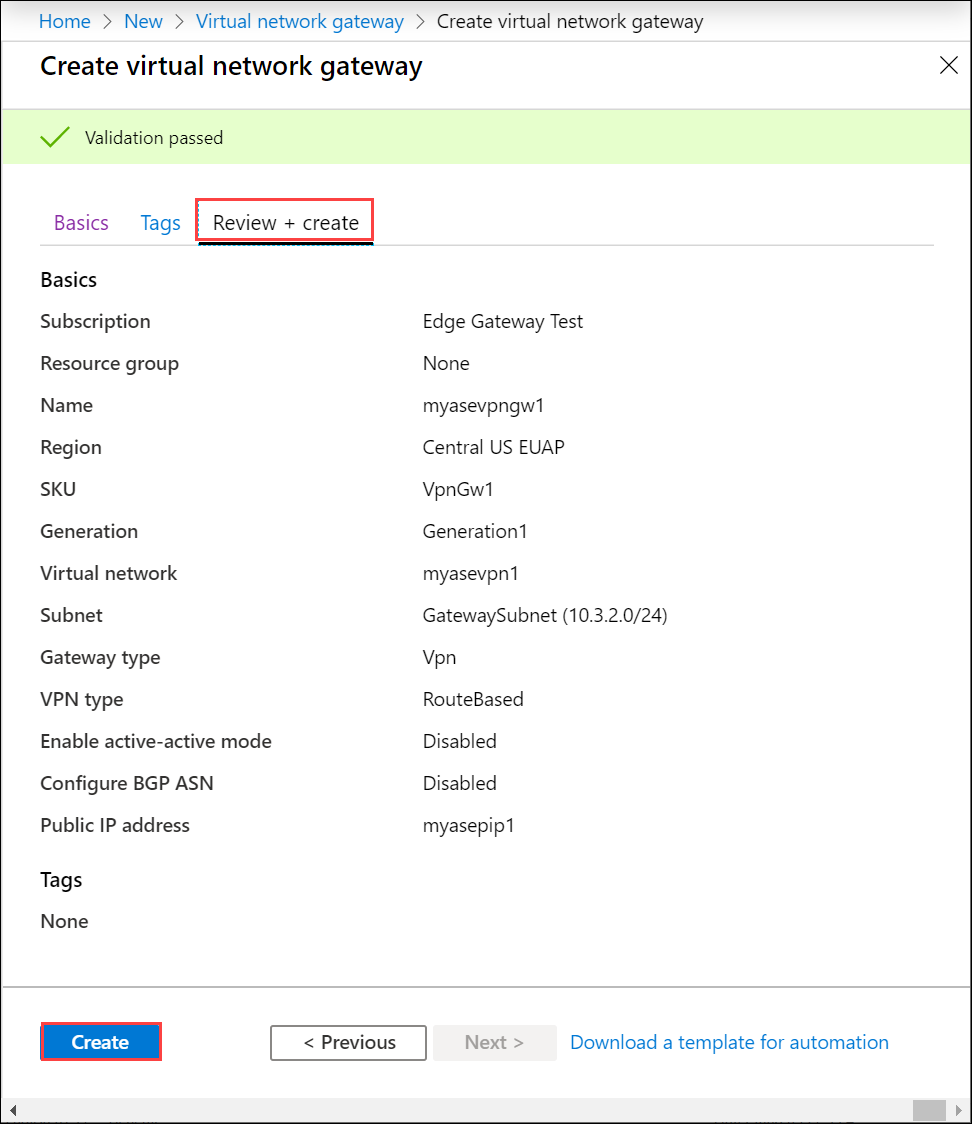 Home > New > Virtual network gateway > Create virtual network gateway
Create virtual network gateway
Validation passed
Basics Tags Review + create
Basics
Subscription Edge Gateway Test
Resource group None
Name myasevpngw1
Region Central US EUAP
SKU VpnGw1
Generation Generation1
Virtual network myasevpn1
Subnet GatewaySubnet (10.3.2.0/24)
Gateway type Vpn
VPN type RouteBased
Enable active-active mode Disabled
Configure BGP ASN Disabled
Public IP address myasepip1
Tags
None
Create < Previous Next > Download a template for automation